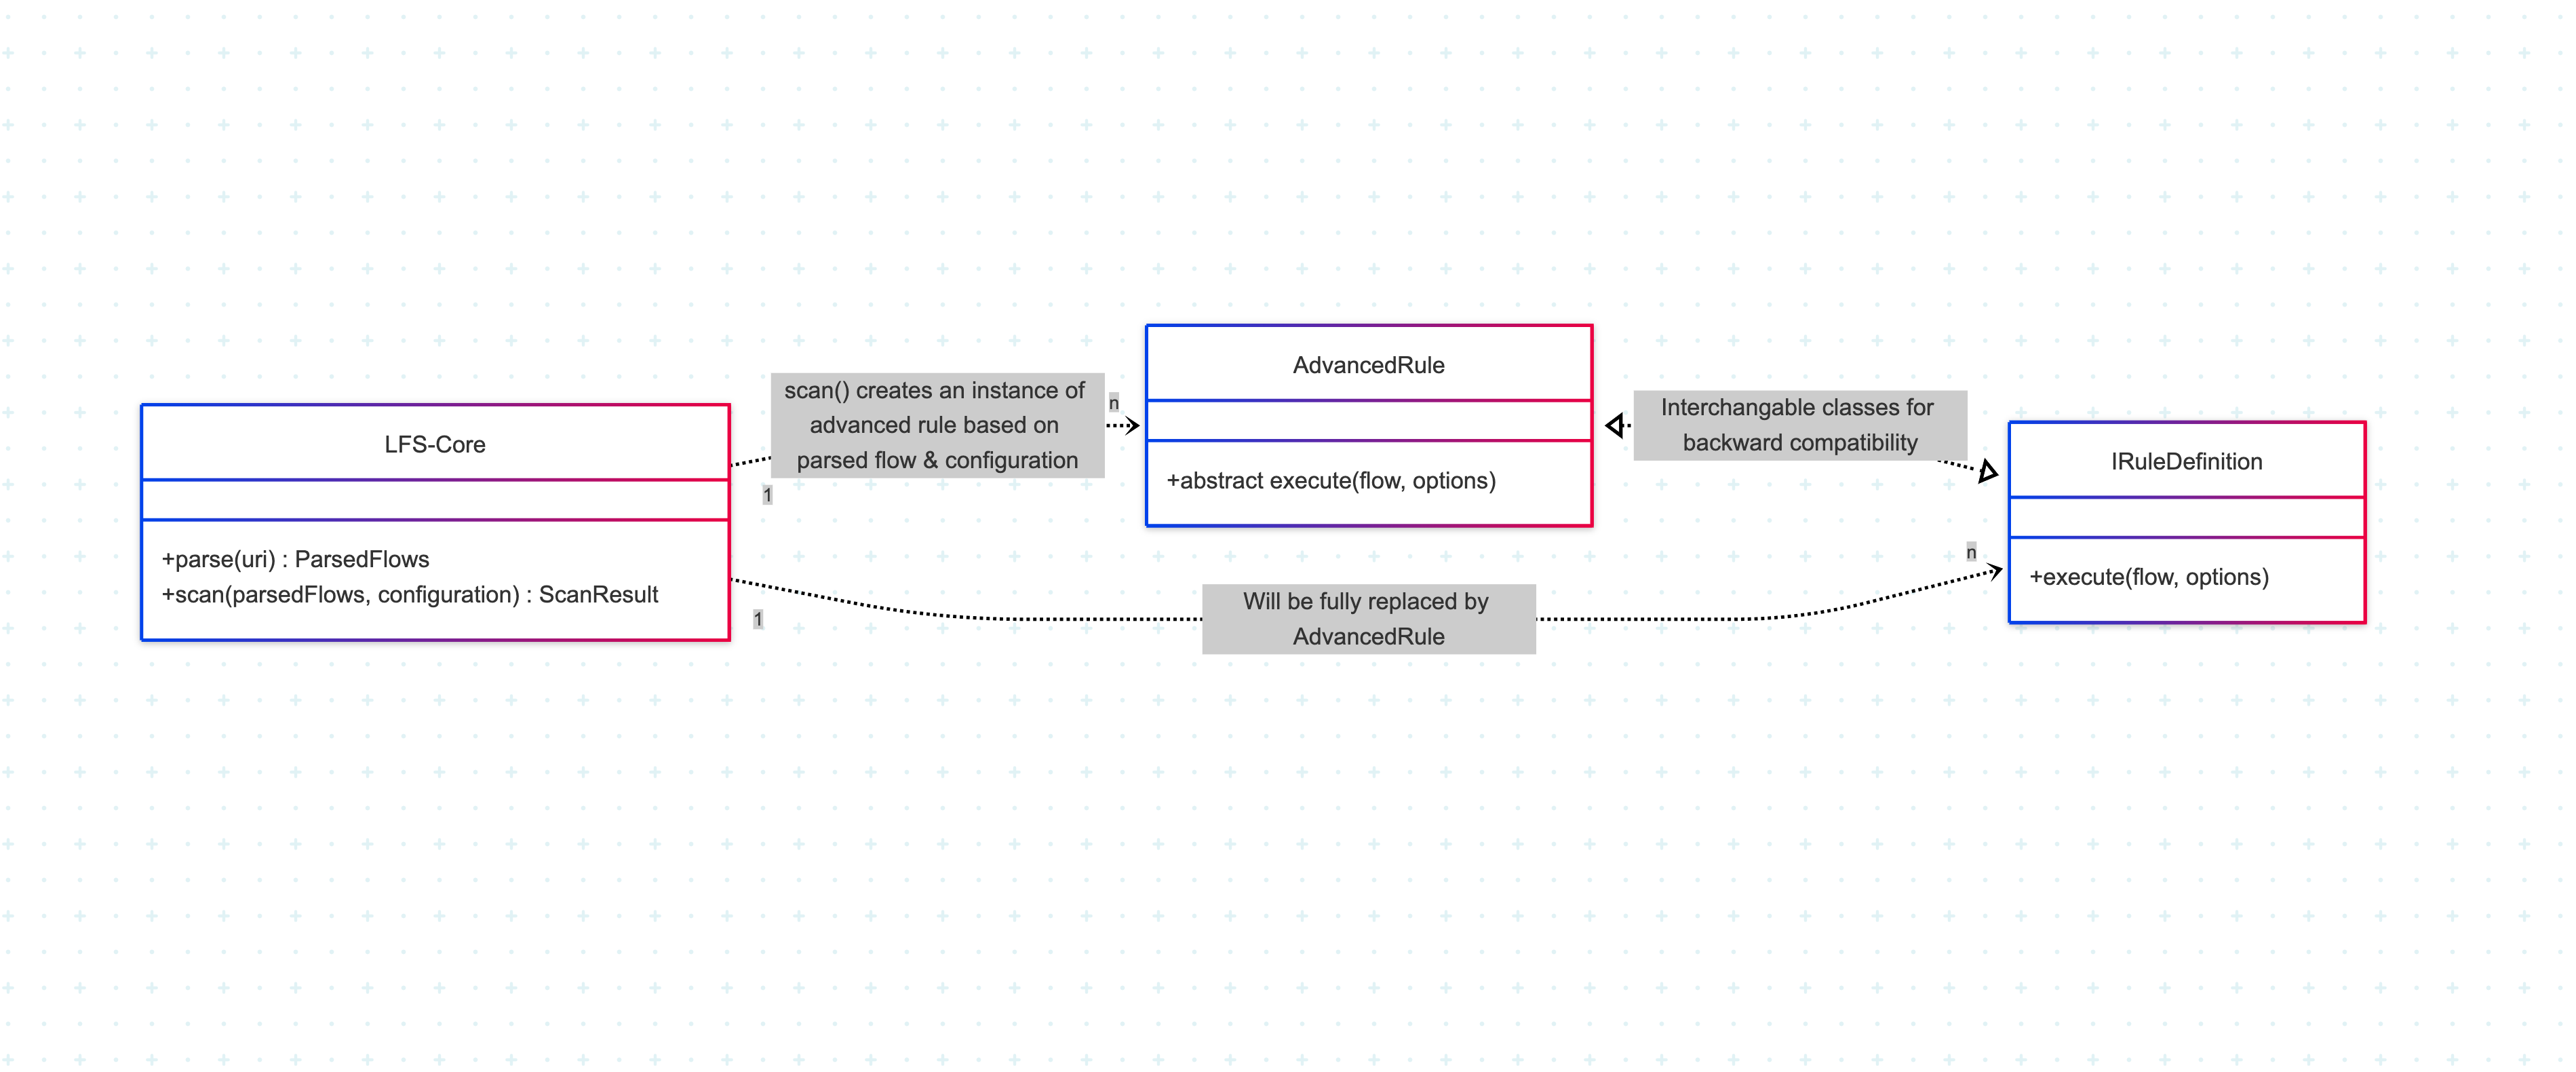 LFS-Core
+parse(uri) : ParsedFlows
+scan(parsedFlows, configuration) : ScanResult
1
scan() creates an instance of
advanced rule based on
parsed flow & configuration
n
1
Will be fully replaced by
AdvancedRule
n
AdvancedRule
+abstract execute(flow, options)
Interchangable classes for
backward compatibility
IRuleDefinition
+execute(flow, options)